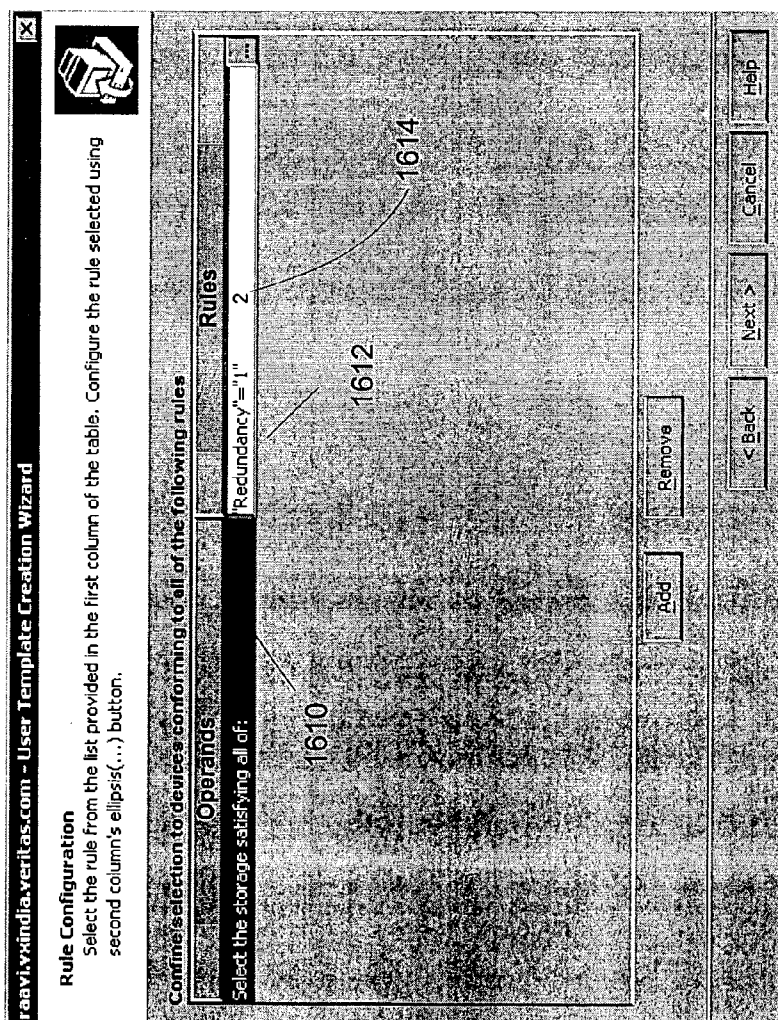 raavi.vxindia.veritas.com - User Template Creation Wizard
Rule Configuration
Select the rule from the list provided in the first column of the table. Configure the rule selected using
second column's ellipsis(...) button.
Confine selection to devices conforming to all of the following rules
Operands Rules
Select the storage satisfying all of: "Redundancy"="1" 2 ...
1610
1612
1614
Add Remove
< Back Next > Cancel Help